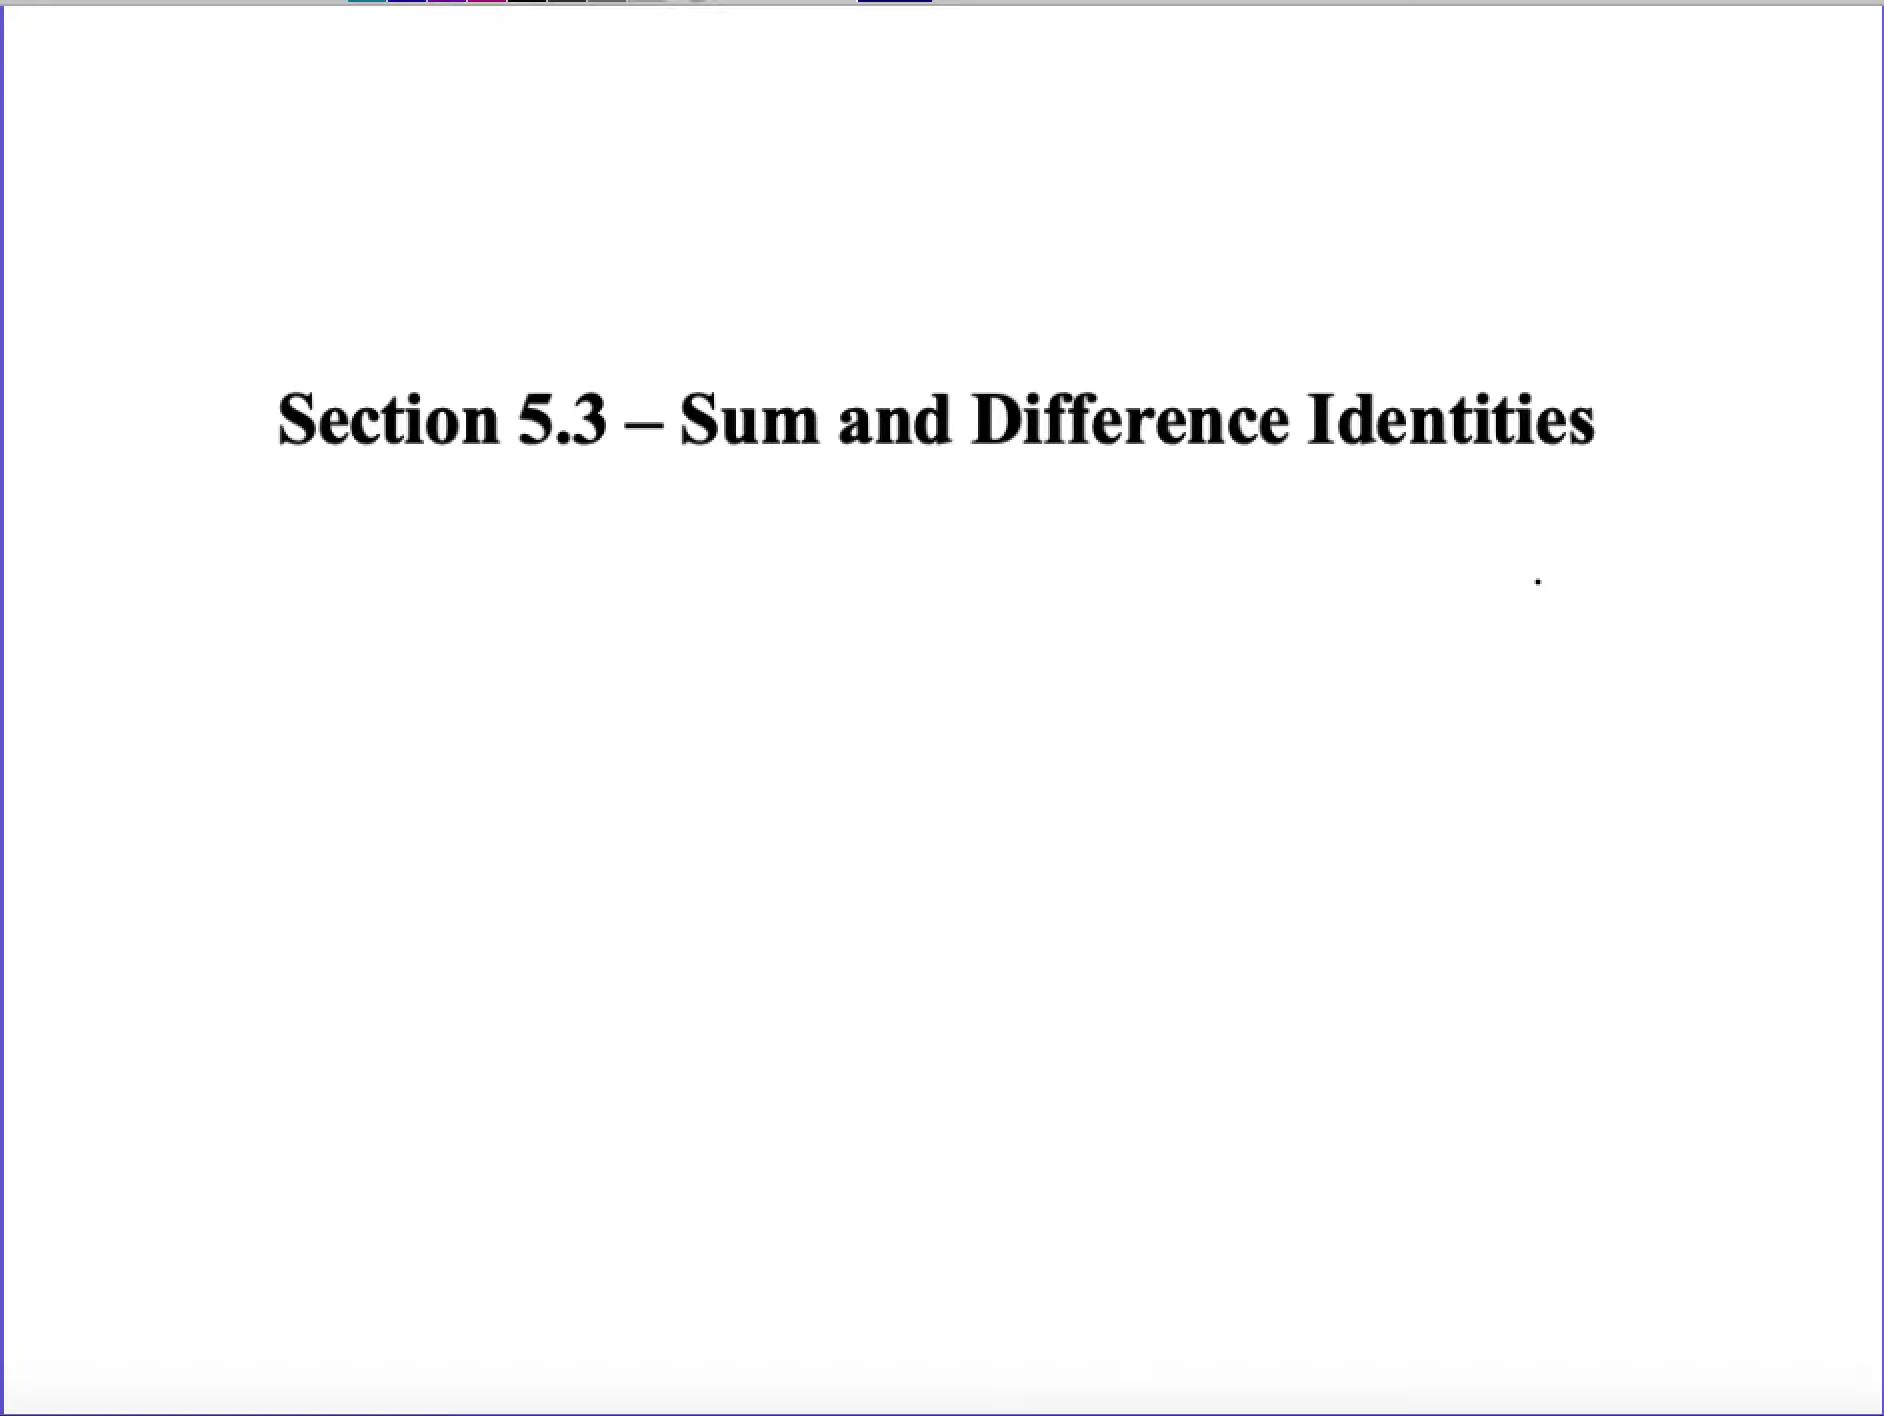 Section 5.3 – Sum and Difference Identities